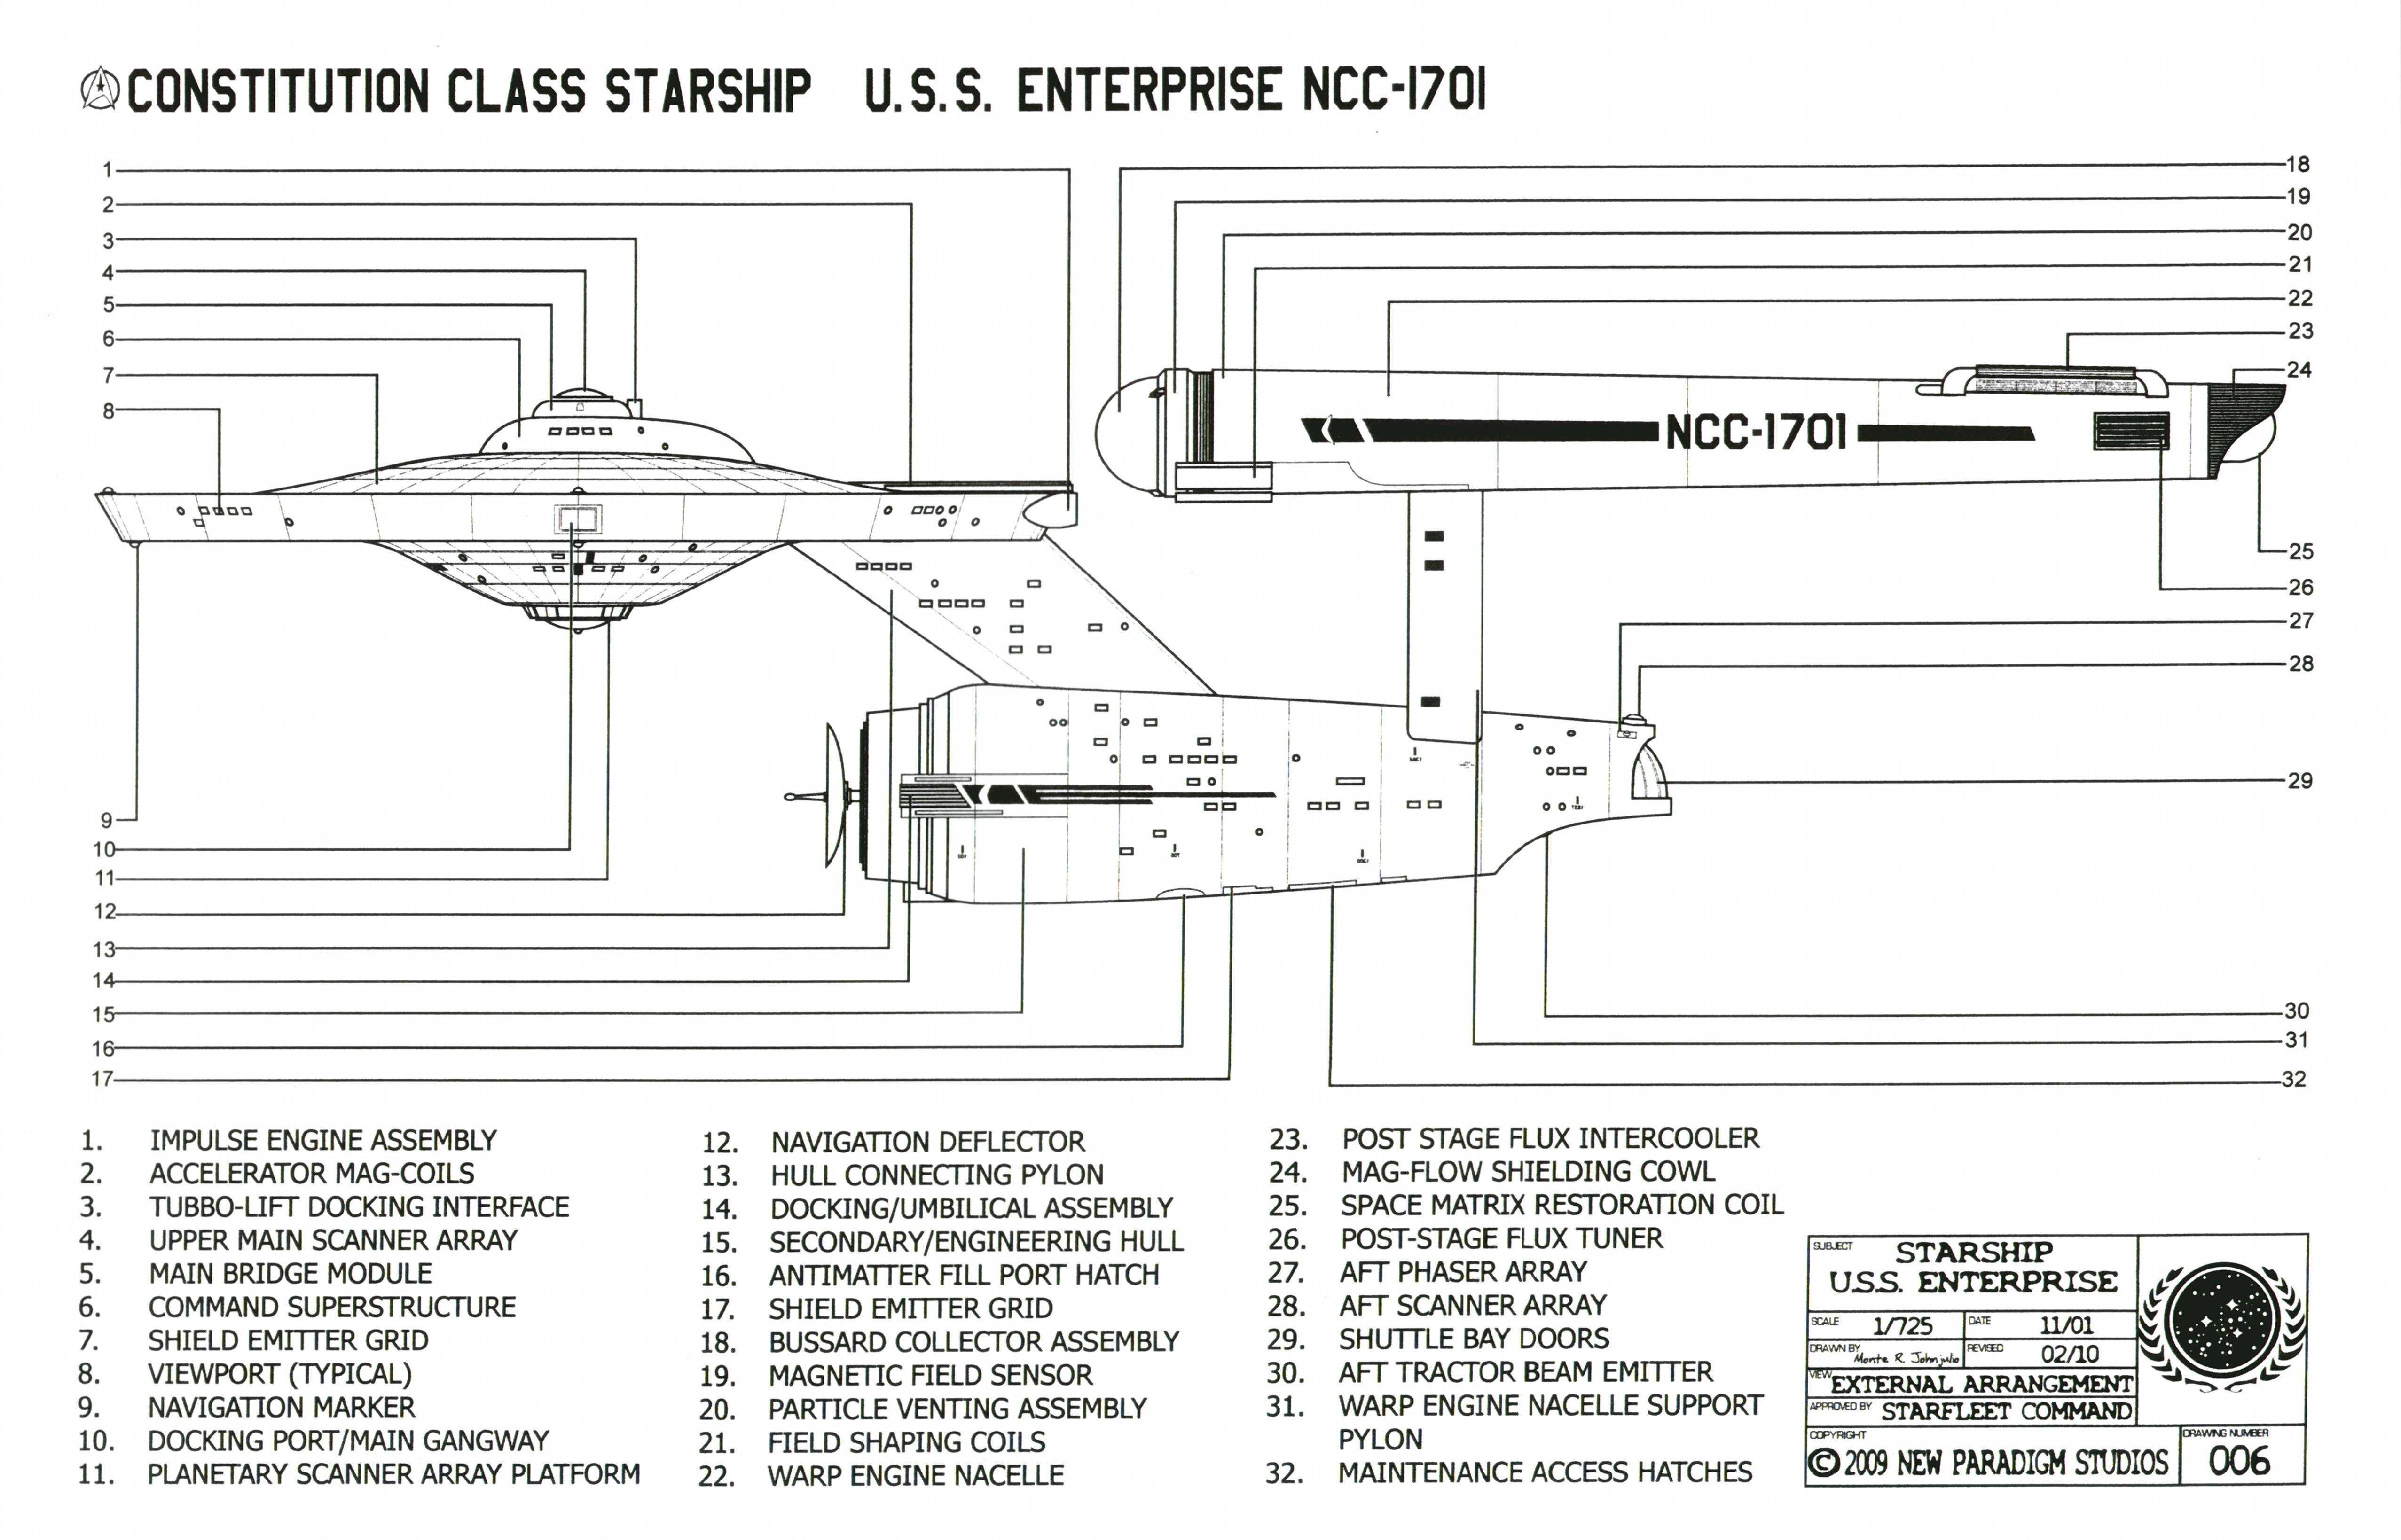 CONSTITUTION CLASS STARSHIP U.S.S. ENTERPRISE NCC-1701
1
2
3
4
5
6
7
8
9
10
11
12
13
14
15
16
17
18
19
20
21
22
23
24
25
26
27
28
29
30
31
32
NCC-1701
1. IMPULSE ENGINE ASSEMBLY
2. ACCELERATOR MAG-COILS
3. TUBBO-LIFT DOCKING INTERFACE
4. UPPER MAIN SCANNER ARRAY
5. MAIN BRIDGE MODULE
6. COMMAND SUPERSTRUCTURE
7. SHIELD EMITTER GRID
8. VIEWPORT (TYPICAL)
9. NAVIGATION MARKER
10. DOCKING PORT/MAIN GANGWAY
11. PLANETARY SCANNER ARRAY PLATFORM
12. NAVIGATION DEFLECTOR
13. HULL CONNECTING PYLON
14. DOCKING/UMBILICAL ASSEMBLY
15. SECONDARY/ENGINEERING HULL
16. ANTIMATTER FILL PORT HATCH
17. SHIELD EMITTER GRID
18. BUSSARD COLLECTOR ASSEMBLY
19. MAGNETIC FIELD SENSOR
20. PARTICLE VENTING ASSEMBLY
21. FIELD SHAPING COILS
22. WARP ENGINE NACELLE
23. POST STAGE FLUX INTERCOOLER
24. MAG-FLOW SHIELDING COWL
25. SPACE MATRIX RESTORATION COIL
26. POST-STAGE FLUX TUNER
27. AFT PHASER ARRAY
28. AFT SCANNER ARRAY
29. SHUTTLE BAY DOORS
30. AFT TRACTOR BEAM EMITTER
31. WARP ENGINE NACELLE SUPPORT
PYLON
32. MAINTENANCE ACCESS HATCHES
SUBJECT STARSHIP
U.S.S. ENTERPRISE
SCALE 1/725 DATE 11/01
DRAWN BY Monte R. REVISED 02/10
VIEW EXTERNAL ARRANGEMENT
APPROVED BY STARFLEET COMMAND
COPYRIGHT DRAWING NUMBER
©2009 NEW PARADIGM STUDIOS 006